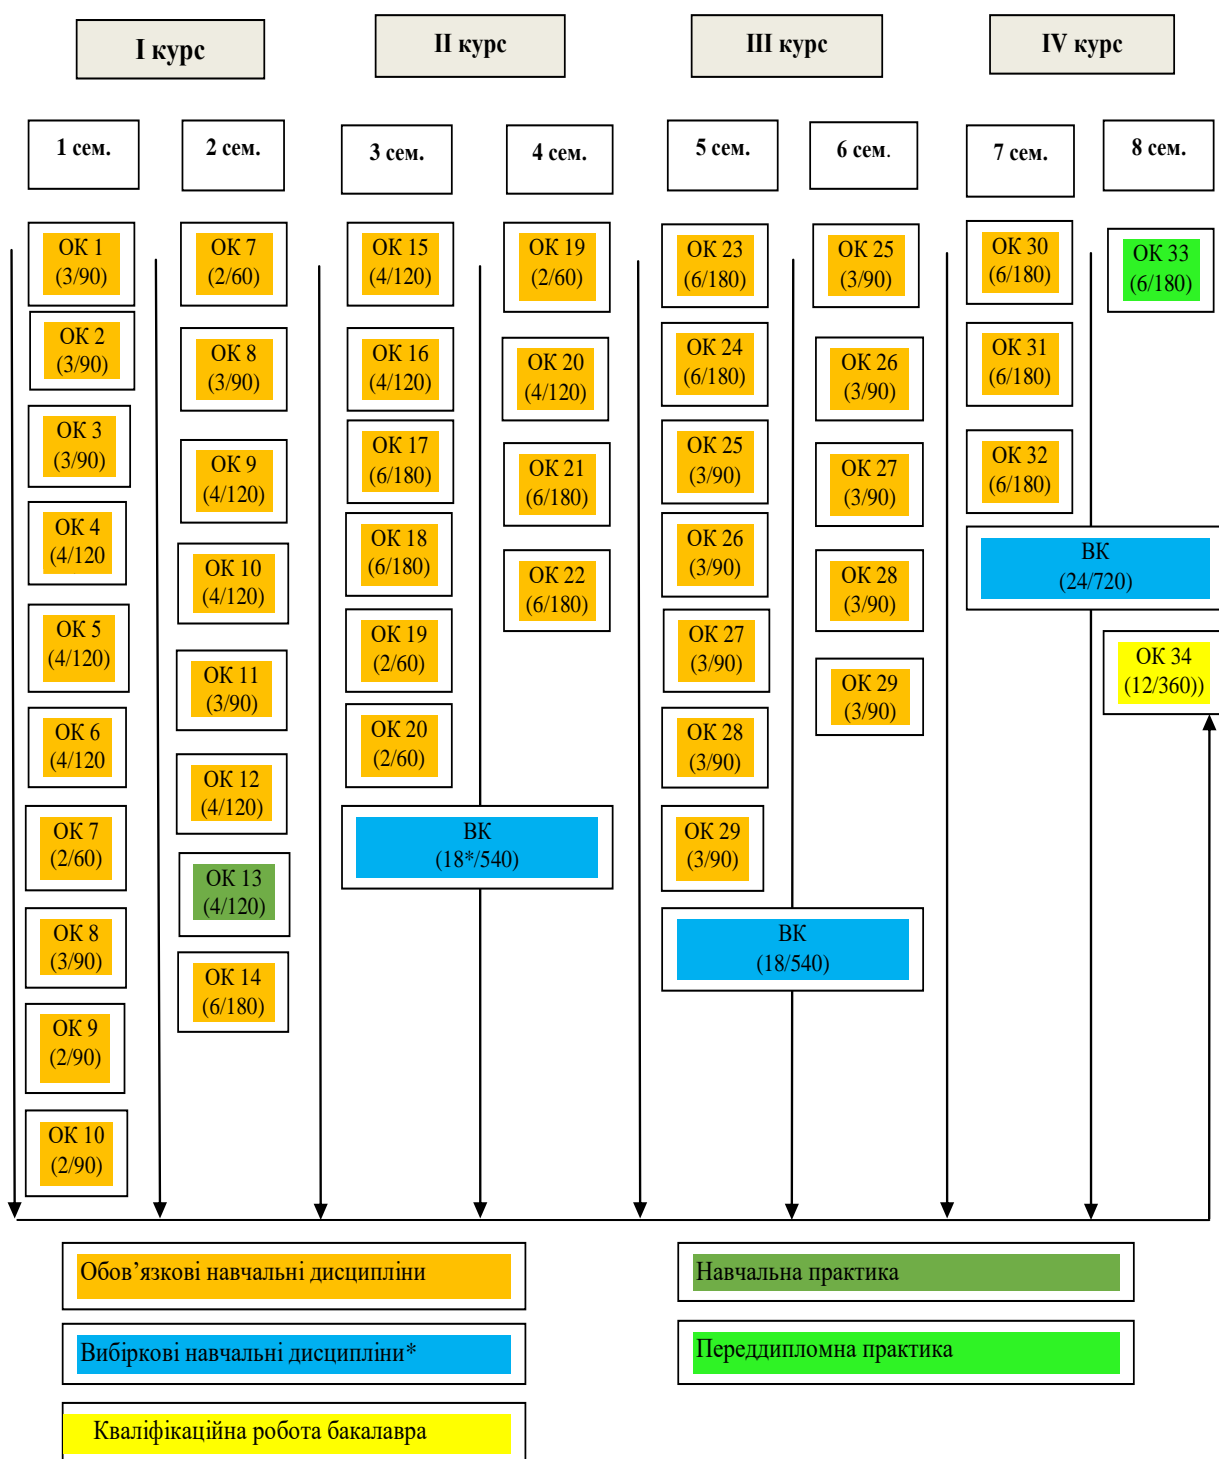 І курс
ІІ курс
ІІІ курс
ІV курс
1 сем.
2 сем.
3 сем.
4 сем.
5 сем.
6 сем.
7 сем.
8 сем.
ОК 1
(3/90)
ОК 2
(3/90)
ОК 3
(3/90)
ОК 4
(4/120
ОК 5
(4/120)
ОК 6
(4/120
ОК 7
(2/60)
ОК 8
(3/90)
ОК 9
(2/90)
ОК 10
(2/90)
ОК 7
(2/60)
ОК 8
(3/90)
ОК 9
(4/120)
ОК 10
(4/120)
ОК 11
(3/90)
ОК 12
(4/120)
ОК 13
(4/120)
ОК 14
(6/180)
ОК 15
(4/120)
ОК 16
(4/120)
ОК 17
(6/180)
ОК 18
(6/180)
ОК 19
(2/60)
ОК 20
(2/60)
ОК 19
(2/60)
ОК 20
(4/120)
ОК 21
(6/180)
ОК 22
(6/180)
ВК
(18*/540)
ОК 23
(6/180)
ОК 24
(6/180)
ОК 25
(3/90)
ОК 26
(3/90)
ОК 27
(3/90)
ОК 28
(3/90)
ОК 29
(3/90)
ОК 25
(3/90)
ОК 26
(3/90)
ОК 27
(3/90)
ОК 28
(3/90)
ОК 29
(3/90)
ВК
(18/540)
ОК 30
(6/180)
ОК 31
(6/180)
ОК 32
(6/180)
ОК 33
(6/180)
ВК
(24/720)
ОК 34
(12/360))
Обов’язкові навчальні дисципліни
Навчальна практика
Вибіркові навчальні дисципліни*
Переддипломна практика
Кваліфікаційна робота бакалавра